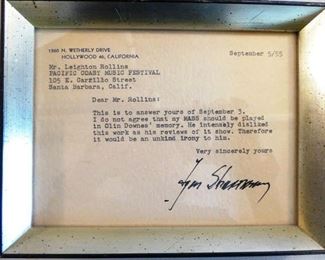 1260 N. WETHERLY DRIVE
HOLLYWOOD 46, CALIFORNIA
September 5/55
Mr. Leighton Rollins
PACIFIC COAST MUSIC FESTIVAL
105 E. Carzllo Street
Santa Barbara, Calif.
Dear Mr. Rollins:
This is to answer yours of September 3.
I do not agree that my MASS should be played
in Olin Downes' memory. He intensely dislized
this work as his reviews of it show. Therefore
it would be an unkind irony to him.
Very sincerely yours